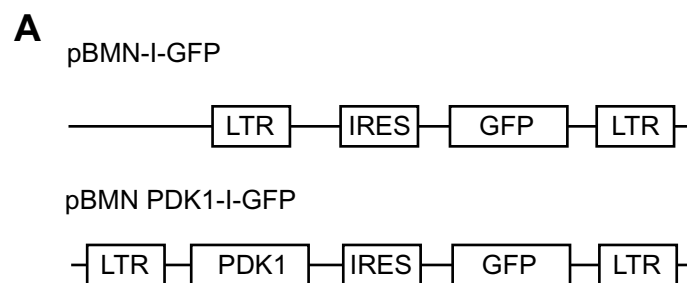 A
pBMN-I-GFP
LTR IRES GFP LTR
pBMN PDK1-I-GFP
LTR PDK1 IRES GFP LTR